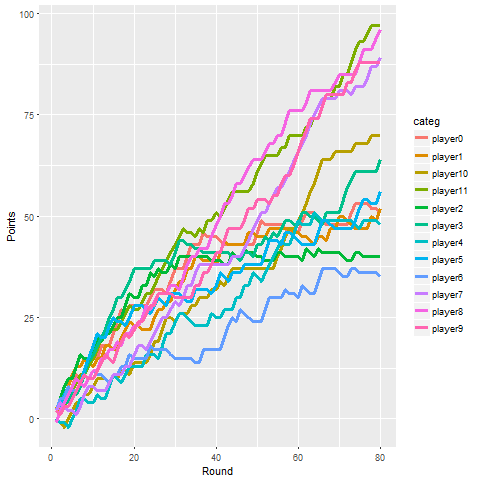 100
75
50
25
0
Points
0
20
40
60
80
Round
categ
player0
player1
player10
player11
player2
player3
player4
player5
player6
player7
player8
player9